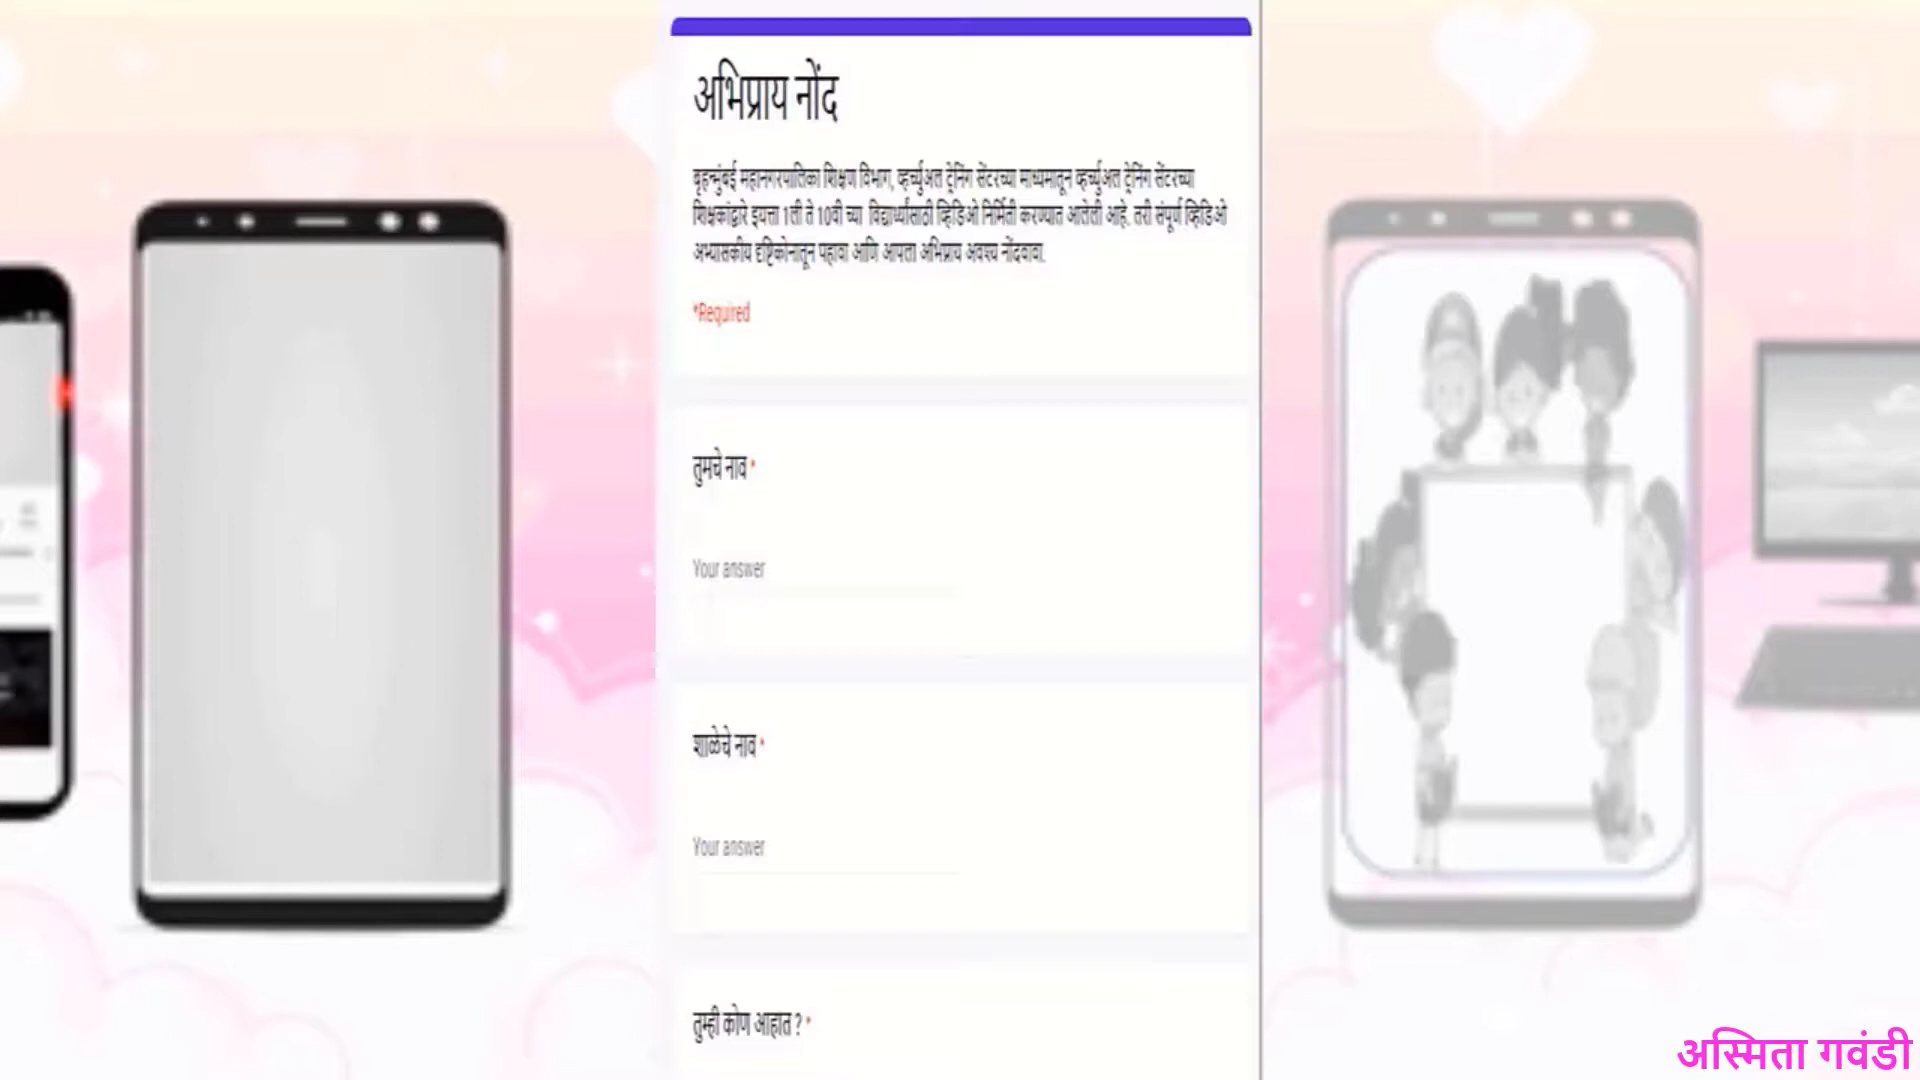 अभिप्राय नोंद
बृहन्मुंबई महानगरपालिका शिक्षण विभाग, व्हर्च्युअल ट्रेनिंग सेंटरच्या माध्यमातून व्हर्च्युअल ट्रेनिंग सेंटरच्या
शिक्षकांद्वारे इयत्ता 1ली ते 10वी च्या विद्यार्थ्यांसाठी व्हिडिओ निर्मिती करण्यात आलेली आहे. तरी संपूर्ण व्हिडिओ
अभ्यासकीय दृष्टिकोनातून पहावा आणि आपला अभिप्राय अवश्य नोंदवावा.
*Required
तुमचे नाव *
Your answer
शाळेचे नाव *
Your answer
तुम्ही कोण आहात ? *
अस्मिता गवंडी